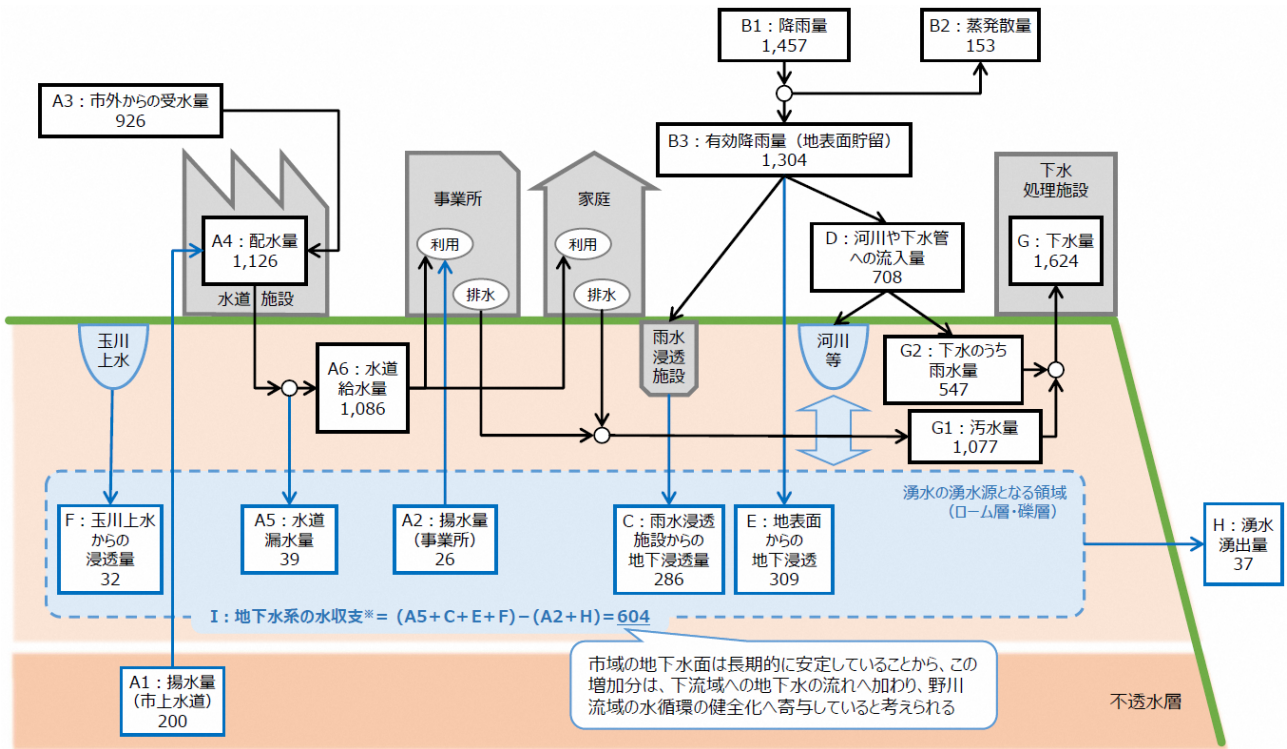 B1：降雨量
1,457
B2：蒸発散量
153
A3：市外からの受水量
926
B3：有効降雨量（地表面貯留）
1,304
事業所
家庭
下水
処理施設
利用
利用
A4：配水量
1,126
D：河川や下水管
への流入量
708
G：下水量
1,624
水道 施設
排水
排水
玉川
上水
雨水
浸透
施設
河川
等
A6：水道
給水量
1,086
G2：下水のうち
雨水量
547
G1：汚水量
1,077
湧水の湧水源となる領域
（ローム層・礫層）
F：玉川上水
からの
浸透量
32
A5：水道
漏水量
39
A2：揚水量
（事業所）
26
C：雨水浸透
施設からの
地下浸透量
286
E：地表面
からの
地下浸透
309
H：湧水
湧出量
37
I：地下水系の水収支※＝（A5＋C＋E＋F）－（A2＋H）＝604
市域の地下水面は長期的に安定していることから、この
増加分は、下流域への地下水の流れへ加わり、野川
流域の水循環の健全化へ寄与していると考えられる
A1：揚水量
（市上水道）
200
不透水層